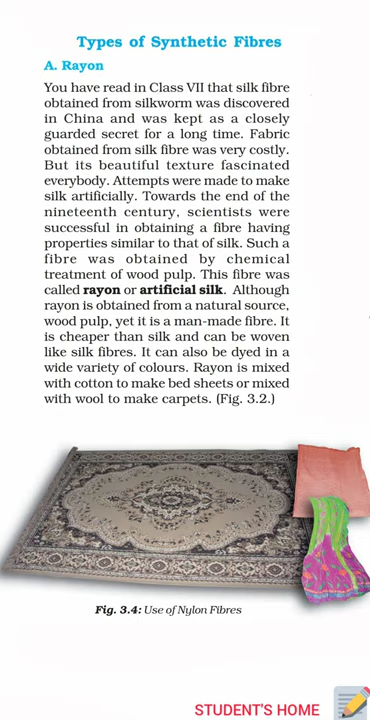 Types of Synthetic Fibres
A. Rayon
You have read in Class VII that silk fibre
obtained from silkworm was discovered
in China and was kept as a closely
guarded secret for a long time. Fabric
obtained from silk fibre was very costly.
But its beautiful texture fascinated
everybody. Attempts were made to make
silk artificially. Towards the end of the
nineteenth century, scientists were
successful in obtaining a fibre having
properties similar to that of silk. Such a
fibre was obtained by chemical
treatment of wood pulp. This fibre was
called rayon or artificial silk. Although
rayon is obtained from a natural source,
wood pulp, yet it is a man-made fibre. It
is cheaper than silk and can be woven
like silk fibres. It can also be dyed in a
wide variety of colours. Rayon is mixed
with cotton to make bed sheets or mixed
with wool to make carpets. (Fig. 3.2.)
Fig. 3.4: Use of Nylon Fibres
STUDENT'S HOME